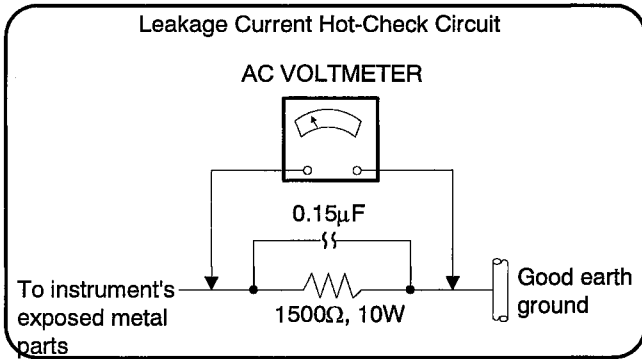 Leakage Current Hot-Check Circuit
AC VOLTMETER
0.15µF
1500Ω, 10W
To instrument's
exposed metal
parts
Good earth
ground